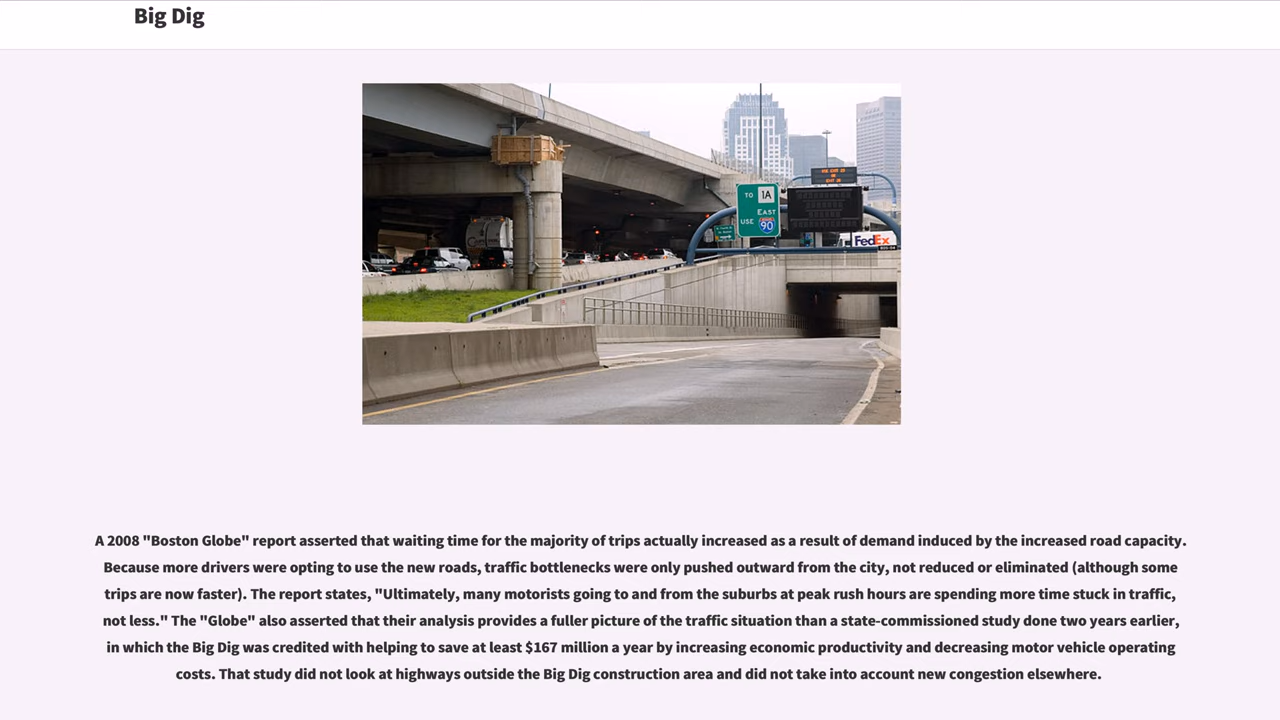 Big Dig
TO 1A
EAST
USE 90
FedEx
A 2008 "Boston Globe" report asserted that waiting time for the majority of trips actually increased as a result of demand induced by the increased road capacity.
Because more drivers were opting to use the new roads, traffic bottlenecks were only pushed outward from the city, not reduced or eliminated (although some
trips are now faster). The report states, "Ultimately, many motorists going to and from the suburbs at peak rush hours are spending more time stuck in traffic,
not less." The "Globe" also asserted that their analysis provides a fuller picture of the traffic situation than a state-commissioned study done two years earlier,
in which the Big Dig was credited with helping to save at least $167 million a year by increasing economic productivity and decreasing motor vehicle operating
costs. That study did not look at highways outside the Big Dig construction area and did not take into account new congestion elsewhere.